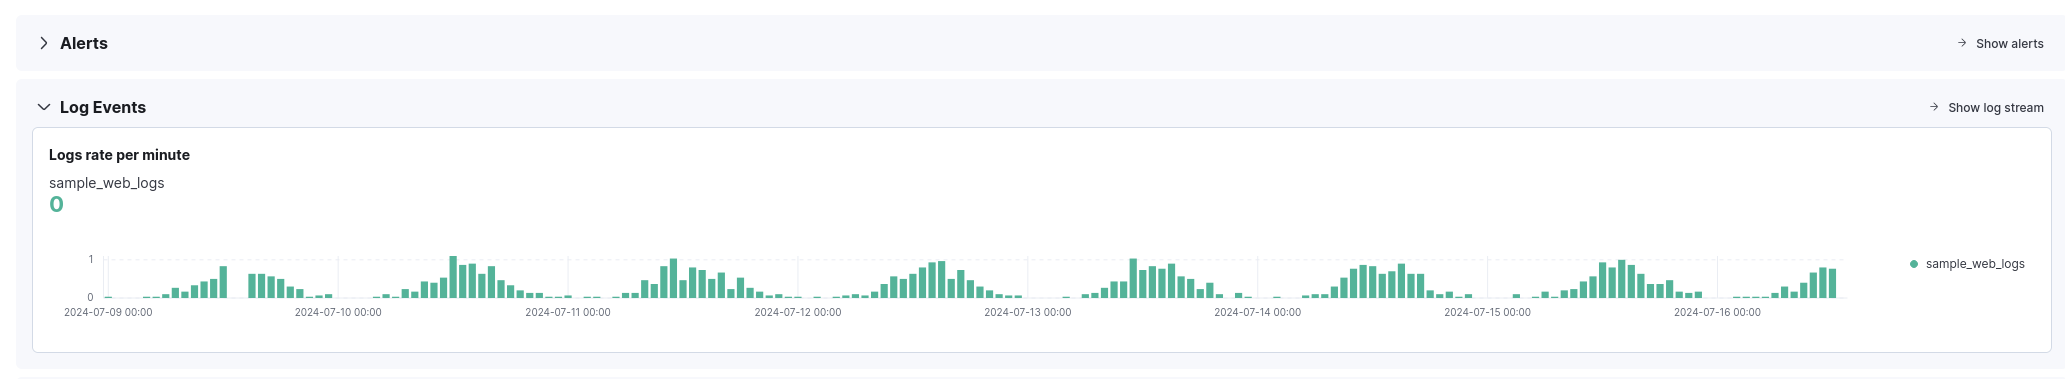 Alerts
Show alerts
Log Events
Show log stream
Logs rate per minute
sample_web_logs
0
1
0
2024-07-09 00:00 2024-07-10 00:00 2024-07-11 00:00 2024-07-12 00:00 2024-07-13 00:00 2024-07-14 00:00 2024-07-15 00:00 2024-07-16 00:00
sample_web_logs